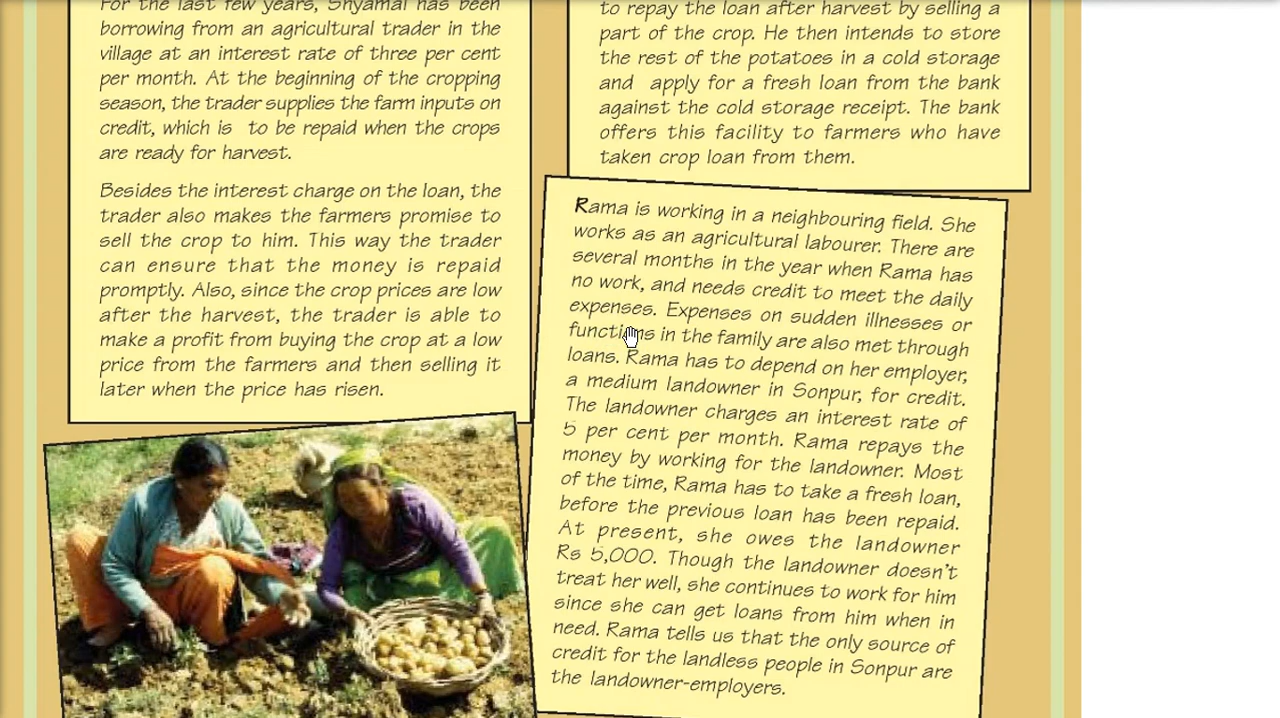 For the last few years, Shyamal has been
borrowing from an agricultural trader in the
village at an interest rate of three per cent
per month. At the beginning of the cropping
season, the trader supplies the farm inputs on
credit, which is to be repaid when the crops
are ready for harvest.
Besides the interest charge on the loan, the
trader also makes the farmers promise to
sell the crop to him. This way the trader
can ensure that the money is repaid
promptly. Also, since the crop prices are low
after the harvest, the trader is able to
make a profit from buying the crop at a low
price from the farmers and then selling it
later when the price has risen.
to repay the loan after harvest by selling a
part of the crop. He then intends to store
the rest of the potatoes in a cold storage
and apply for a fresh loan from the bank
against the cold storage receipt. The bank
offers this facility to farmers who have
taken crop loan from them.
Rama is working in a neighbouring field. She
works as an agricultural labourer. There are
several months in the year when Rama has
no work, and needs credit to meet the daily
expenses. Expenses on sudden illnesses or
functions in the family are also met through
loans. Rama has to depend on her employer,
a medium landowner in Sonpur, for credit.
The landowner charges an interest rate of
5 per cent per month. Rama repays the
money by working for the landowner. Most
of the time, Rama has to take a fresh loan,
before the previous loan has been repaid.
At present, she owes the landowner
Rs 5,000. Though the landowner doesn't
treat her well, she continues to work for him
since she can get loans from him when in
need. Rama tells us that the only source of
credit for the landless people in Sonpur are
the landowner-employers.